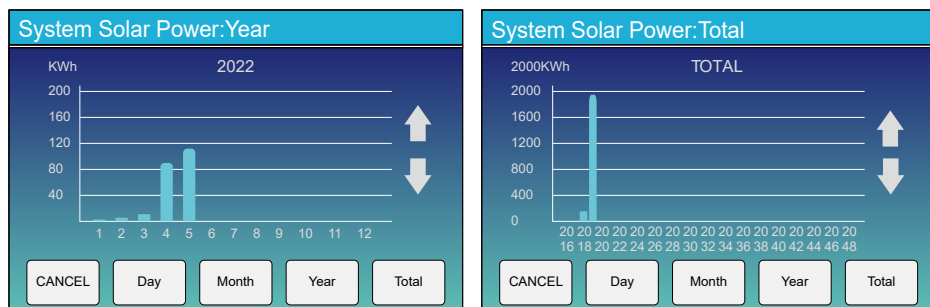 System Solar Power:Year
KWh
2022
200
160
120
80
40
1 2 3 4 5 6 7 8 9 10 11 12
CANCEL Day Month Year Total
System Solar Power:Total
2000KWh
TOTAL
2000
1600
1200
800
400
0
20 20 20 20 20 20 20 20 20 20 20 20 20 20 20 20 20
16 18 20 22 24 26 28 30 32 34 36 38 40 42 44 46 48
CANCEL Day Month Year Total